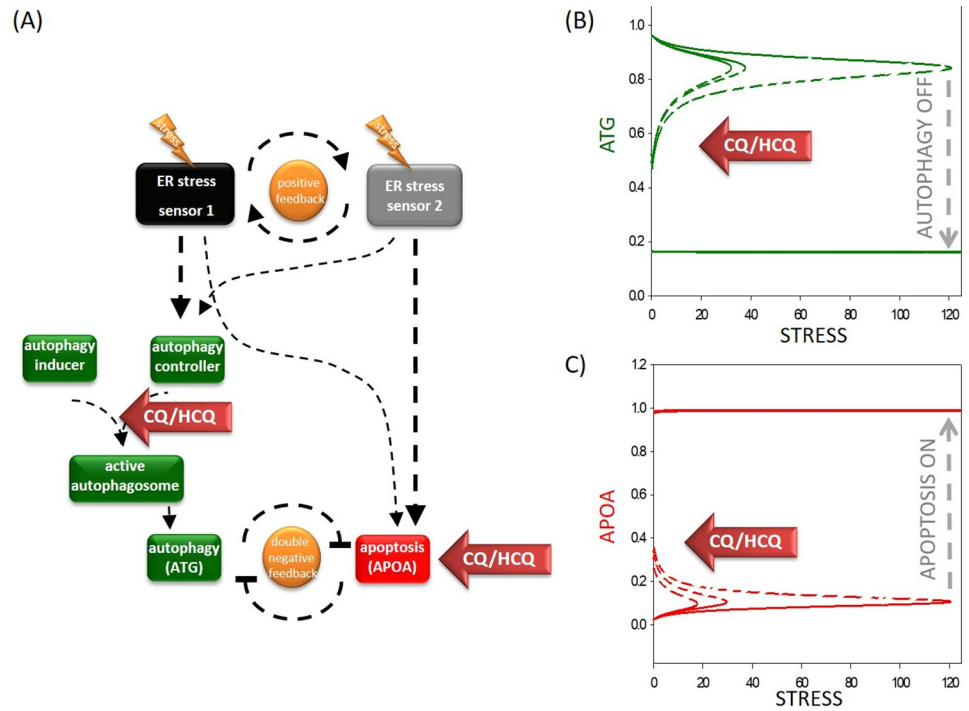 (A)
stress
stress
ER stress
sensor 1
positive
feedback
ER stress
sensor 2
autophagy
inducer
autophagy
controller
CQ/HCQ
active
autophagosome
autophagy
(ATG)
double
negative
feedback
apoptosis
(APOA)
CQ/HCQ
(B)
1.0
0.8
0.6
0.4
0.2
0.0
ATG
CQ/HCQ
AUTOPHAGY OFF
0
20
40
60
80
100
120
STRESS
C)
1.2
1.0
0.8
0.6
0.4
0.2
0.0
APOA
CQ/HCQ
APOPTOSIS ON
0
20
40
60
80
100
120
STRESS